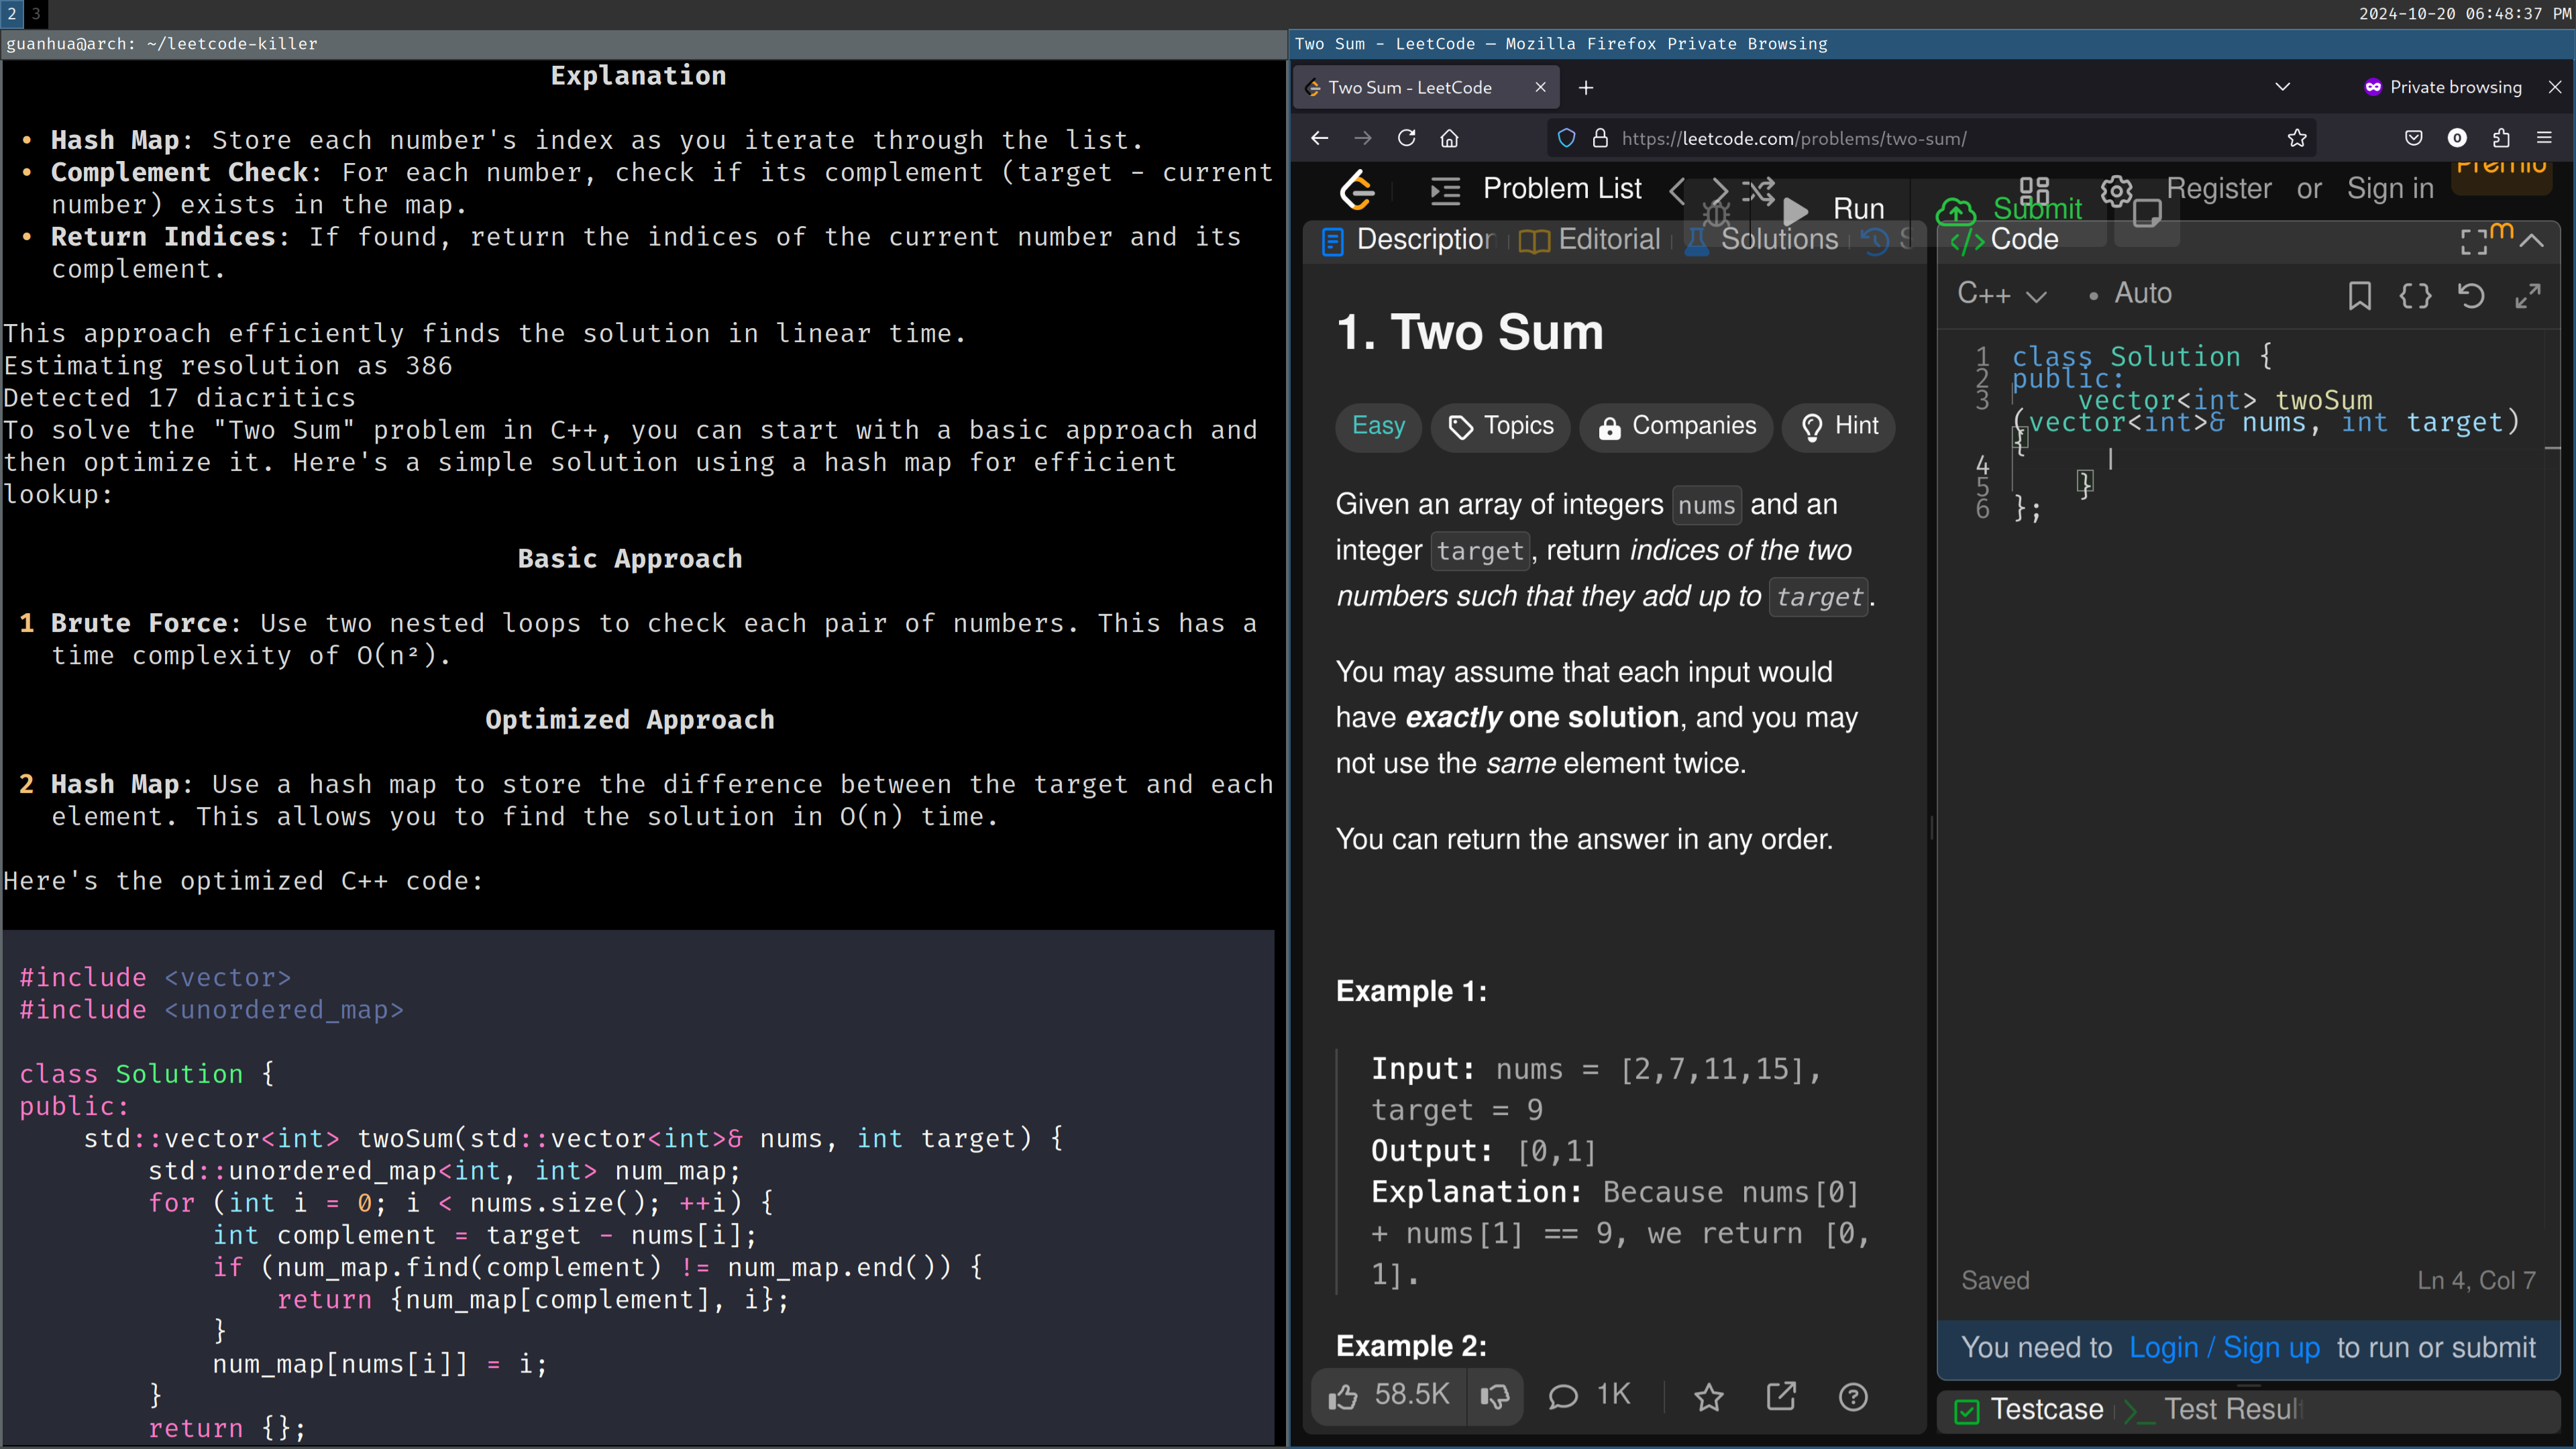 2 3
2024-10-20 06:48:37 PM
guanhua@arch: ~/leetcode-killer
Explanation
• Hash Map: Store each number's index as you iterate through the list.
• Complement Check: For each number, check if its complement (target - current
number) exists in the map.
• Return Indices: If found, return the indices of the current number and its
complement.
This approach efficiently finds the solution in linear time.
Estimating resolution as 386
Detected 17 diacritics
To solve the "Two Sum" problem in C++, you can start with a basic approach and
then optimize it. Here's a simple solution using a hash map for efficient
lookup:
Basic Approach
1 Brute Force: Use two nested loops to check each pair of numbers. This has a
time complexity of O(n²).
Optimized Approach
2 Hash Map: Use a hash map to store the difference between the target and each
element. This allows you to find the solution in O(n) time.
Here's the optimized C++ code:
#include <vector>
#include <unordered_map>
class Solution {
public:
    std::vector<int> twoSum(std::vector<int>& nums, int target) {
        std::unordered_map<int, int> num_map;
        for (int i = 0; i < nums.size(); ++i) {
            int complement = target - nums[i];
            if (num_map.find(complement) != num_map.end()) {
                return {num_map[complement], i};
            }
            num_map[nums[i]] = i;
        }
        return {};
Two Sum - LeetCode — Mozilla Firefox Private Browsing
Two Sum - LeetCode
Private browsing
https://leetcode.com/problems/two-sum/
Problem List
Run
Submit
Register or Sign in
Premium
Description
Editorial
Solutions
S
1. Two Sum
Easy Topics Companies Hint
Given an array of integers nums and an
integer target, return indices of the two
numbers such that they add up to target.
You may assume that each input would
have exactly one solution, and you may
not use the same element twice.
You can return the answer in any order.
Example 1:
Input: nums = [2,7,11,15],
target = 9
Output: [0,1]
Explanation: Because nums[0]
+ nums[1] == 9, we return [0,
1].
Example 2:
58.5K 1K
Code
C++ • Auto
1 class Solution {
2 public:
3     vector<int> twoSum
(vector<int>& nums, int target)
{
4
5     }
6 };
Saved
Ln 4, Col 7
You need to Login / Sign up to run or submit
Testcase
Test Result